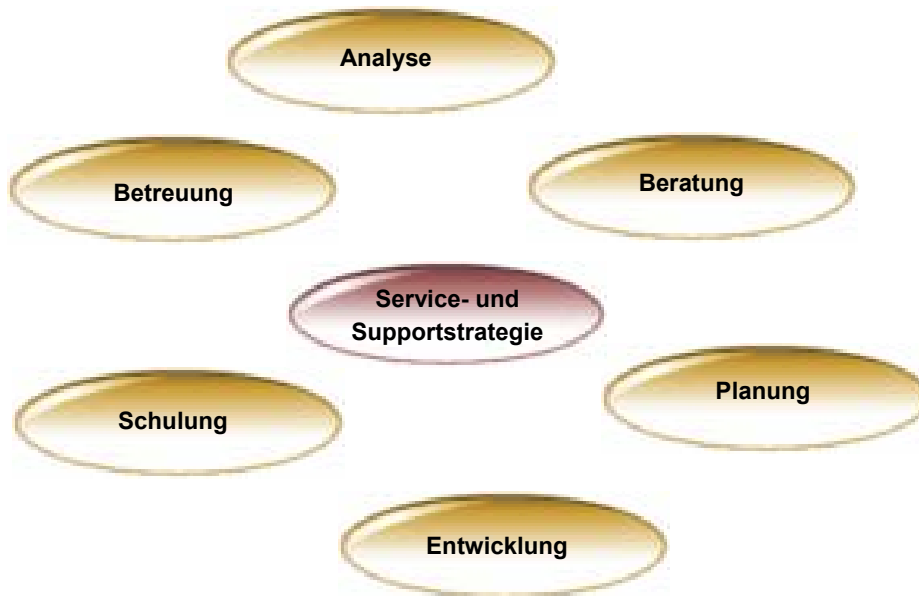 Analyse
Betreuung
Beratung
Service- und
Supportstrategie
Planung
Schulung
Entwicklung